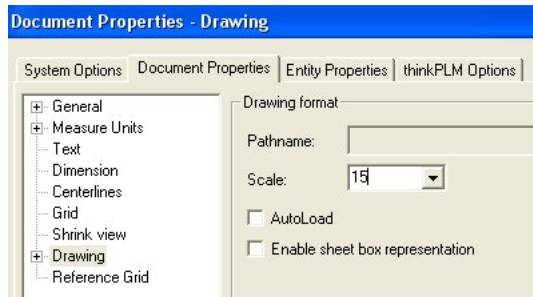 Document Properties - Drawing
System Options Document Properties Entity Properties thinkPLM Options
General
Measure Units
Text
Dimension
Centerlines
Grid
Shrink view
Drawing
Reference Grid
Drawing format
Pathname:
Scale: 15
AutoLoad
Enable sheet box representation